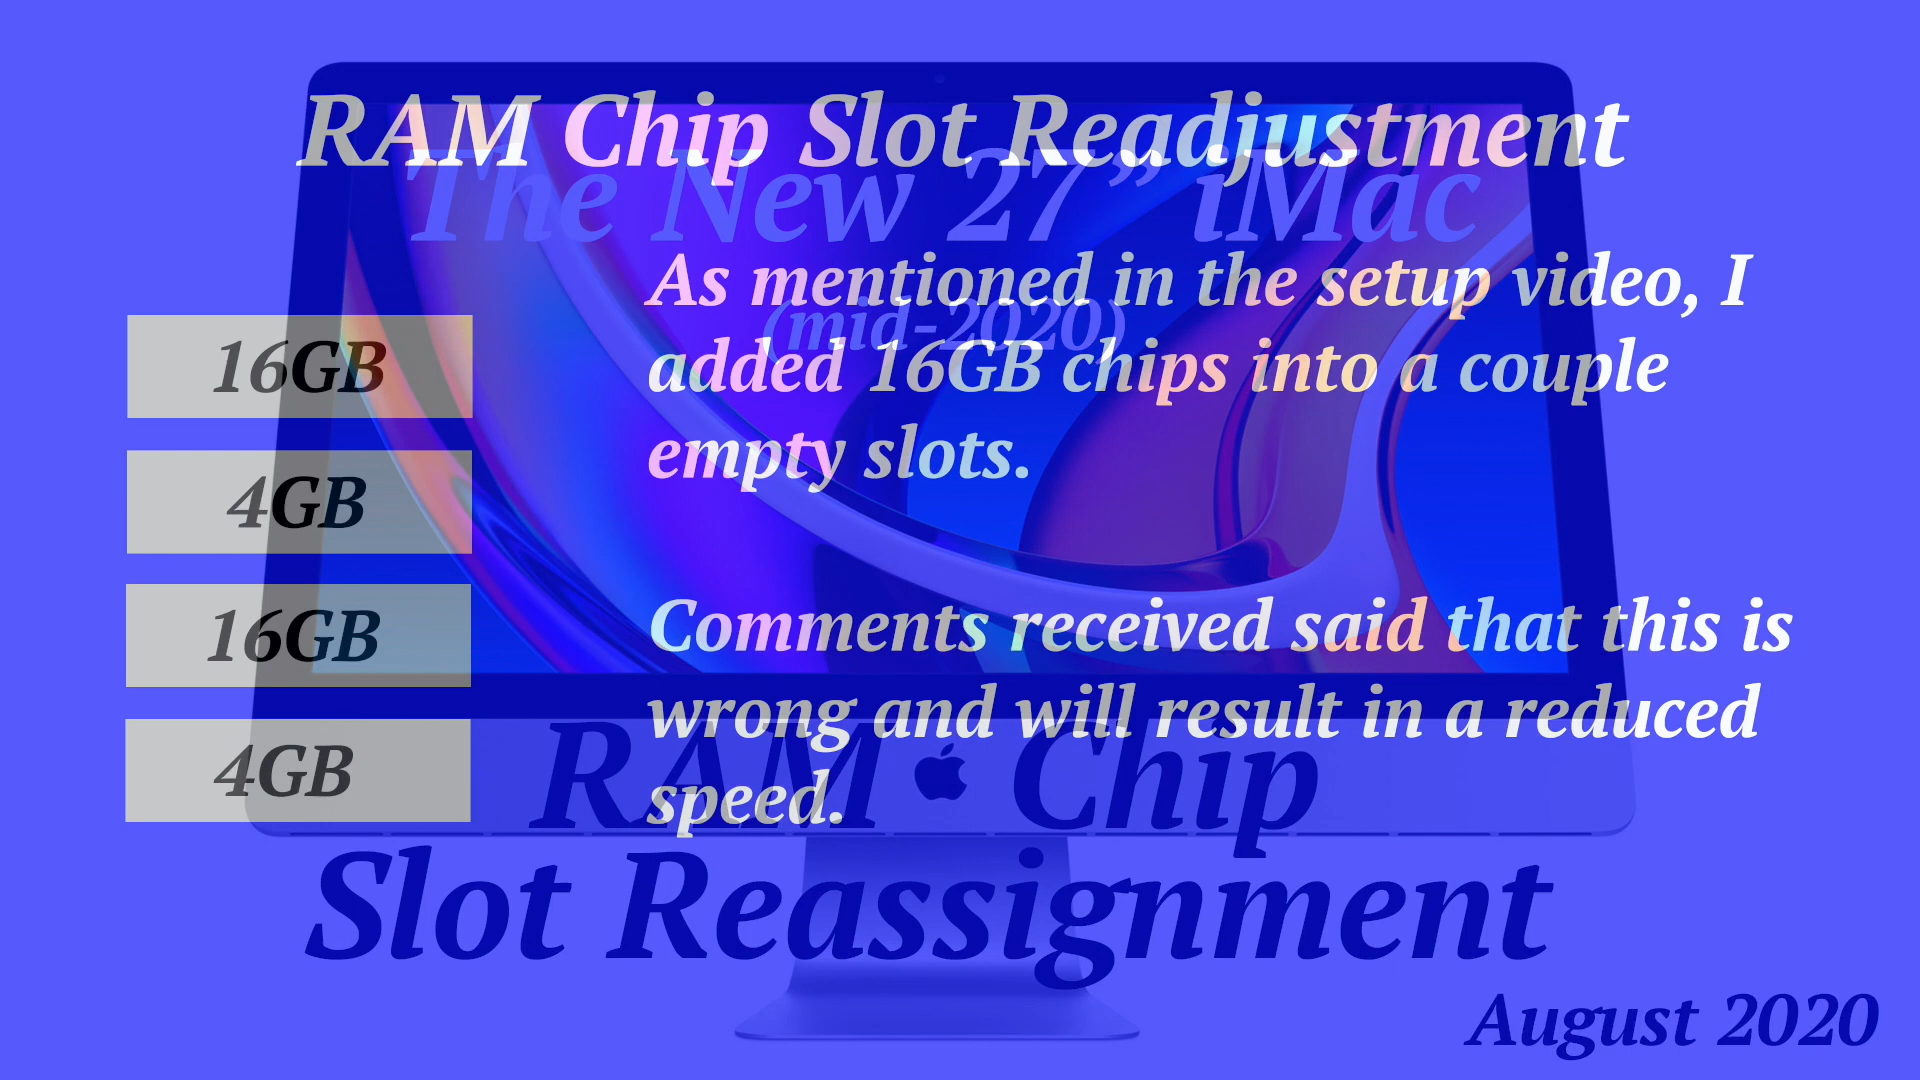 RAM Chip Slot Readjustment
The New 27” iMac
(mid-2020)
As mentioned in the setup video, I
added 16GB chips into a couple
empty slots.
16GB
4GB
16GB
4GB
Comments received said that this is
wrong and will result in a reduced
speed.
RAM Chip
Slot Reassignment
August 2020